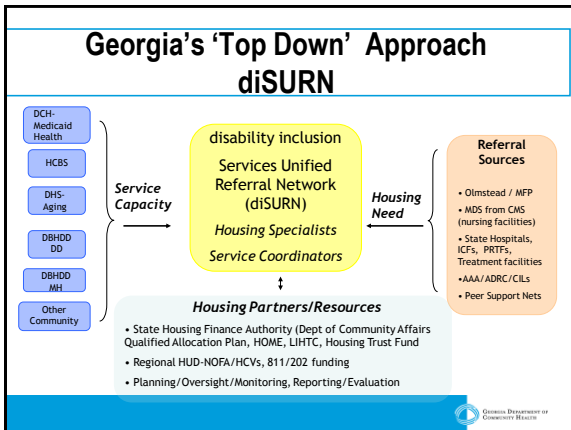 Georgia's 'Top Down' Approach
diSURN
DCH-
Medicaid
Health
HCBS
DHS-
Aging
DBHDD
DD
DBHDD
MH
Other
Community
Service
Capacity
disability inclusion
Services Unified
Referral Network
(diSURN)
Housing Specialists
Service Coordinators
Housing
Need
Referral
Sources
• Olmstead / MFP
• MDS from CMS
(nursing facilities)
• State Hospitals,
ICFs, PRTFs,
Treatment facilities
•AAA/ADRC/CILs
• Peer Support Nets
Housing Partners/Resources
• State Housing Finance Authority (Dept of Community Affairs
Qualified Allocation Plan, HOME, LIHTC, Housing Trust Fund
• Regional HUD-NOFA/HCVs, 811/202 funding
• Planning/Oversight/Monitoring, Reporting/Evaluation
GEORGIA DEPARTMENT OF
COMMUNITY HEALTH